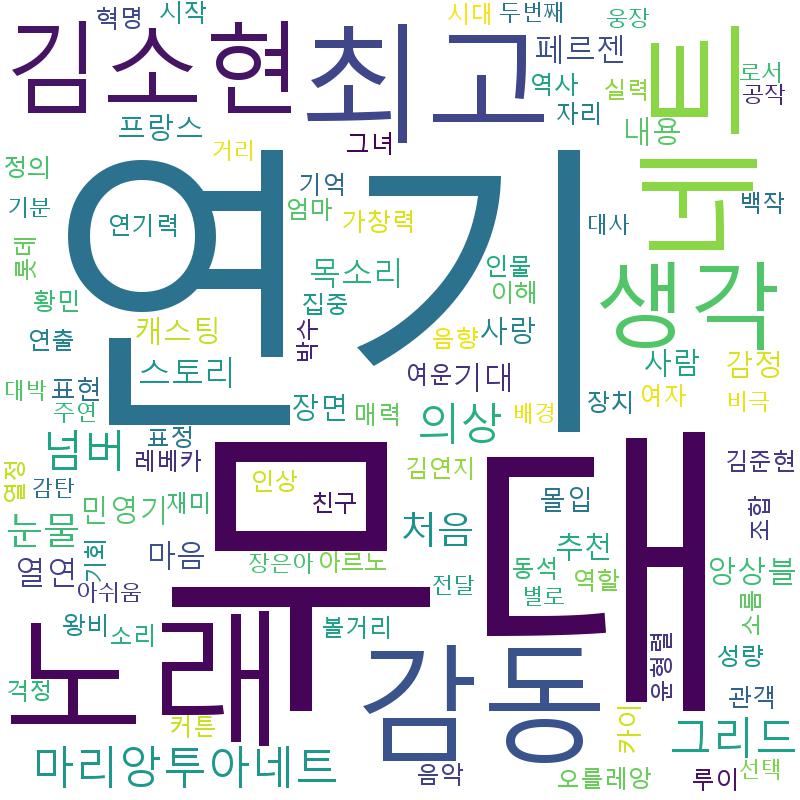 혁명
시작
시대
두번째
웅장
김소현
최고
페르젠
네트
역사
실력
로서
공작
프랑스
그녀
자리
내용
정의
거리
기억
엄마
가창력
대사
백작
기분
연기력
연기
롯데
목소리
인물
이해
생각
황민
집중
연출
캐스팅
박수
음향
사랑
사람
감정
스토리
여운
기대
대박
표현
주연
장면
매력
의상
배경
장치
여자
비극
넘버
표정
레베카
김연지
김준현
열정
감탄
민영기
재미
인상
친구
몰입
조합
무대
눈물
처음
추천
열연
기회
마음
장은아
아르노
동석
역할
앙상블
아쉬움
전달
별로
소름
왕비
소리
볼거리
윤형렬
성량
노래
감동
걱정
관객
커튼
카이
그리드
마리앙투아네트
음악
오를레앙
루이
선택